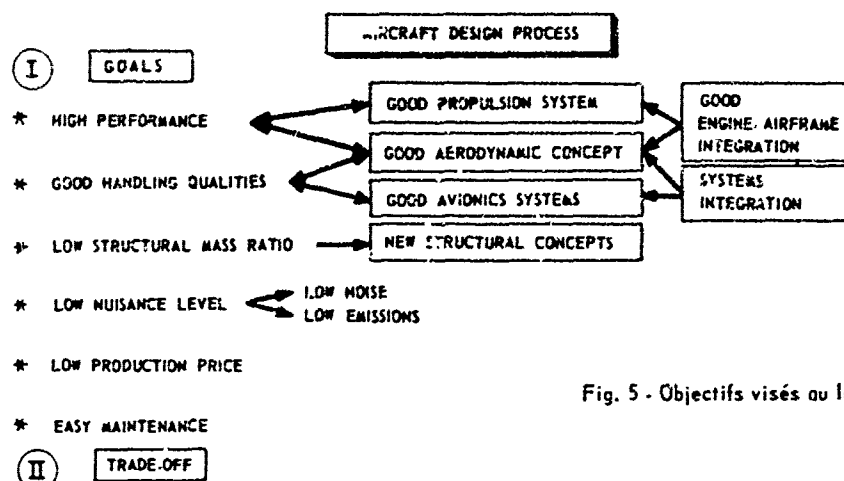 AIRCRAFT DESIGN PROCESS
I
GOALS
* HIGH PERFORMANCE
GOOD PROPULSION SYSTEM
GOOD
ENGINE. AIRFRAME
INTEGRATION
GOOD AERODYNAMIC CONCEPT
* GOOD HANDLING QUALITIES
GOOD AVIONICS SYSTEMS
SYSTEMS
INTEGRATION
* LOW STRUCTURAL MASS RATIO
NEW STRUCTURAL CONCEPTS
* LOW NUISANCE LEVEL
LOW NOISE
LOW EMISSIONS
* LOW PRODUCTION PRICE
Fig. 5 - Objectifs visés au
* EASY MAINTENANCE
II
TRADE-OFF